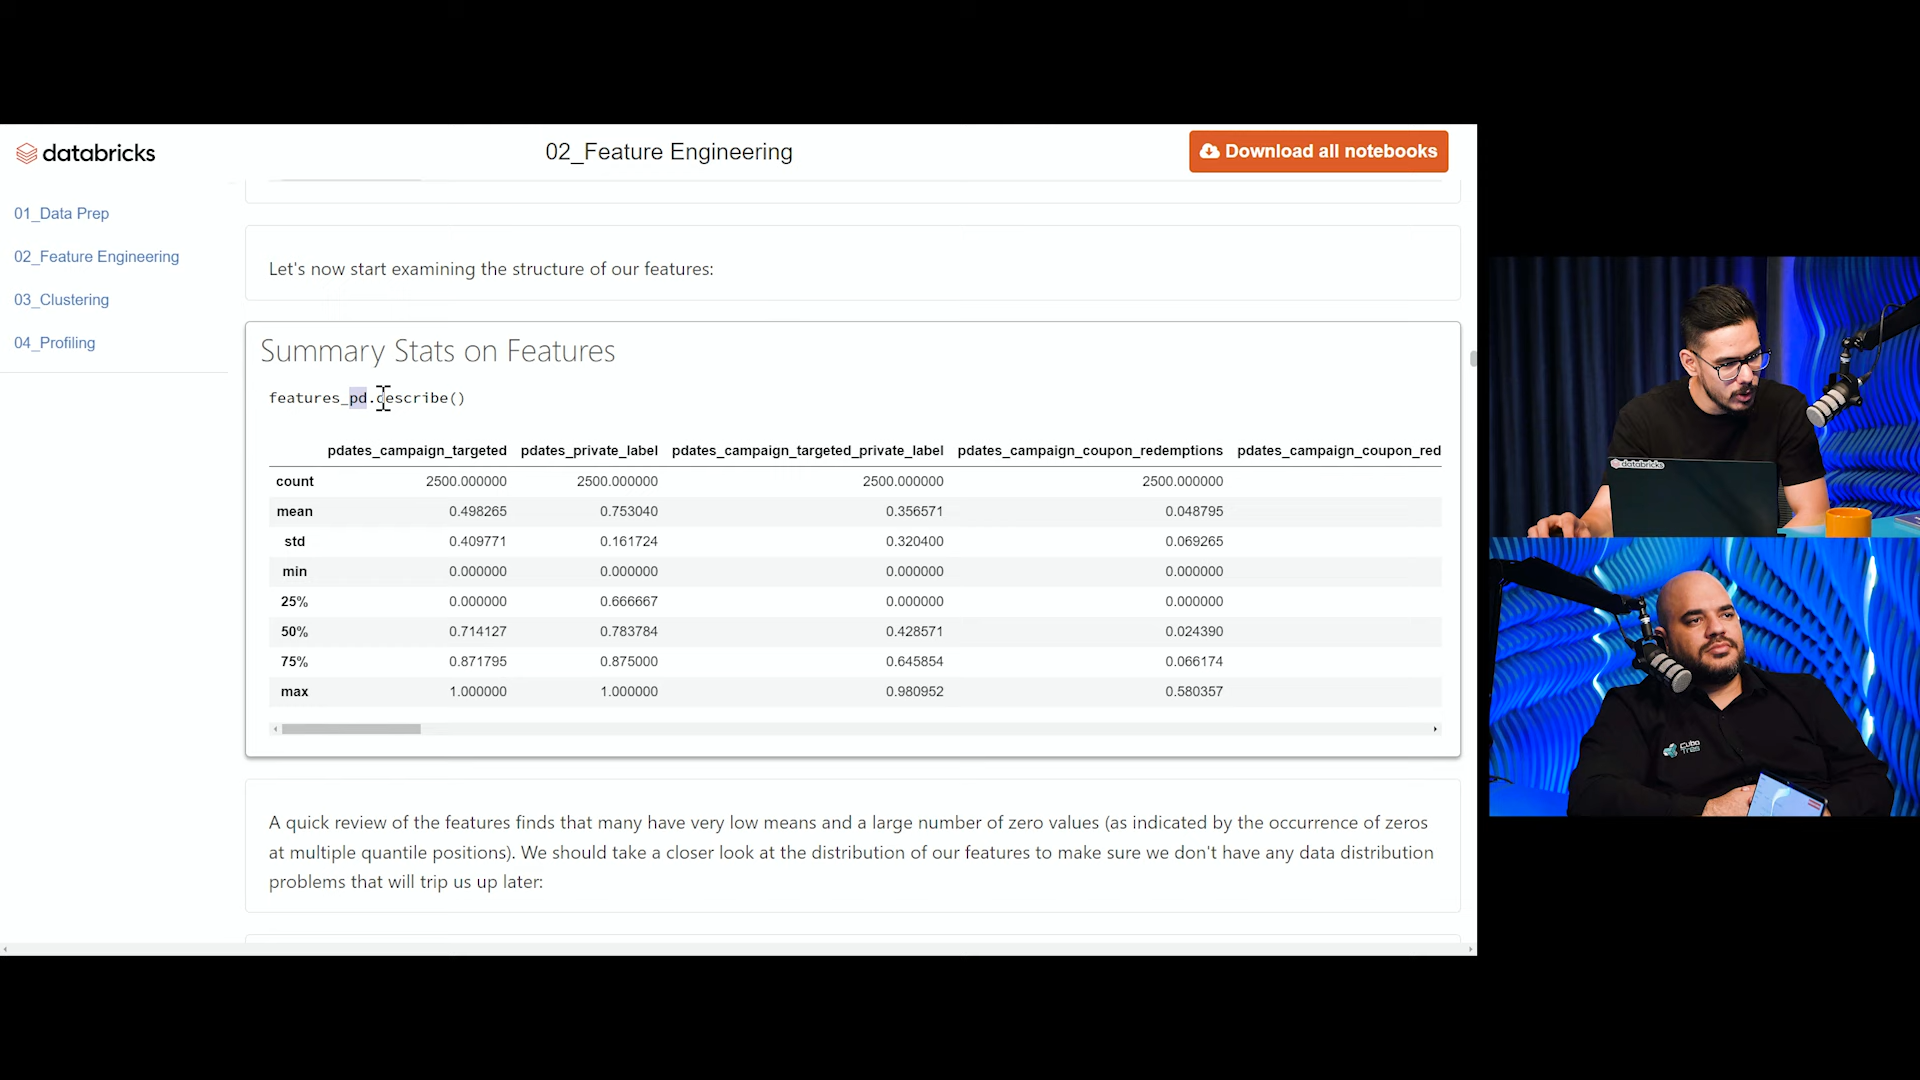 databricks
02_Feature Engineering
Download all notebooks
01_Data Prep
02_Feature Engineering
03_Clustering
04_Profiling
Let's now start examining the structure of our features:
Summary Stats on Features
features_pd.describe()
pdates_campaign_targeted pdates_private_label pdates_campaign_targeted_private_label pdates_campaign_coupon_redemptions pdates_campaign_coupon_red
count 2500.000000 2500.000000 2500.000000 2500.000000
mean 0.498265 0.753040 0.356571 0.048795
std 0.409771 0.161724 0.320400 0.069265
min 0.000000 0.000000 0.000000 0.000000
25% 0.000000 0.666667 0.000000 0.000000
50% 0.714127 0.783784 0.428571 0.024390
75% 0.871795 0.875000 0.645854 0.066174
max 1.000000 1.000000 0.980952 0.580357
A quick review of the features finds that many have very low means and a large number of zero values (as indicated by the occurrence of zeros
at multiple quantile positions). We should take a closer look at the distribution of our features to make sure we don't have any data distribution
problems that will trip us up later:
databricks
Cubo
Três